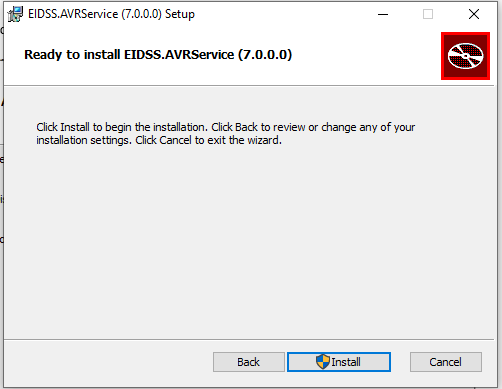 EIDSS.AVRService (7.0.0.0) Setup
Ready to install EIDSS.AVRService (7.0.0.0)
Click Install to begin the installation. Click Back to review or change any of your
installation settings. Click Cancel to exit the wizard.
Back
Install
Cancel